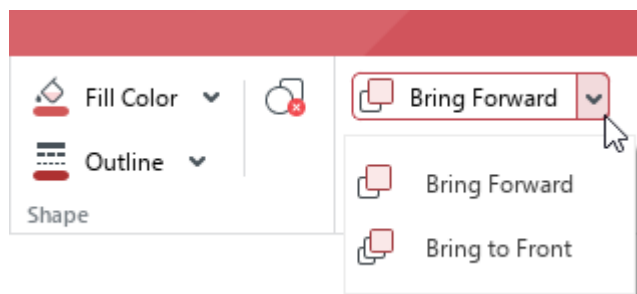 Fill Color
Bring Forward
Outline
Shape
Bring Forward
Bring to Front